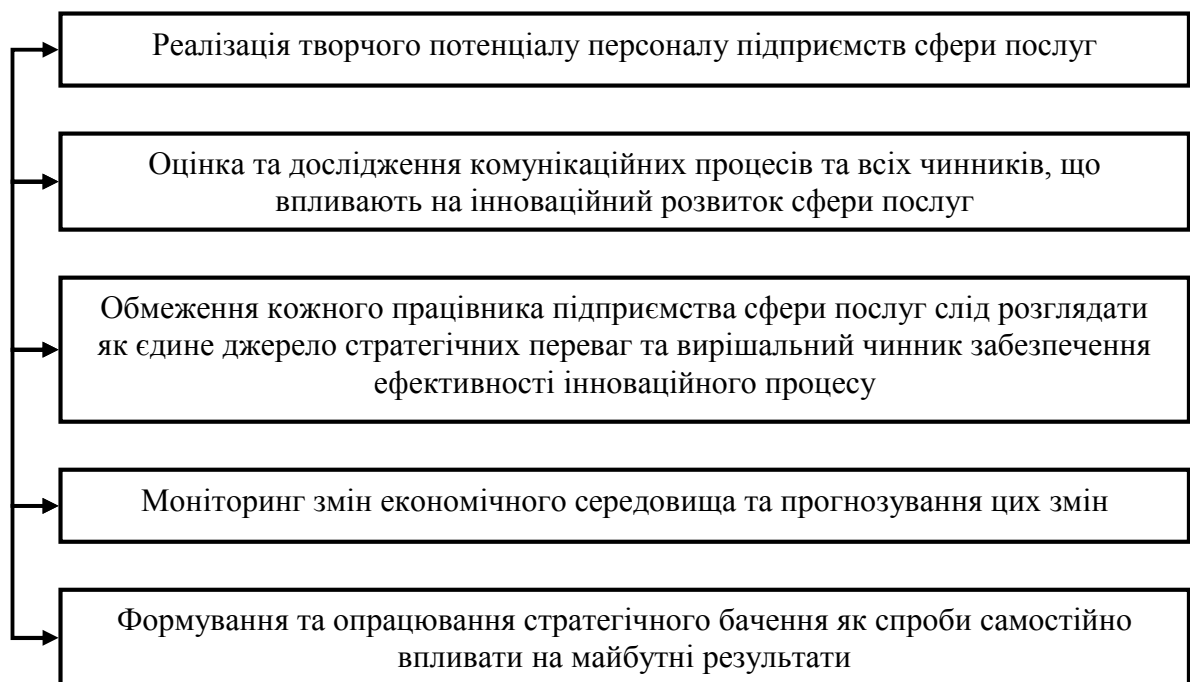 Реалізація творчого потенціалу персоналу підприємств сфери послуг
Оцінка та дослідження комунікаційних процесів та всіх чинників, що
впливають на інноваційний розвиток сфери послуг
Обмеження кожного працівника підприємства сфери послуг слід розглядати
як єдине джерело стратегічних переваг та вирішальний чинник забезпечення
ефективності інноваційного процесу
Моніторинг змін економічного середовища та прогнозування цих змін
Формування та опрацювання стратегічного бачення як спроби самостійно
впливати на майбутні результати